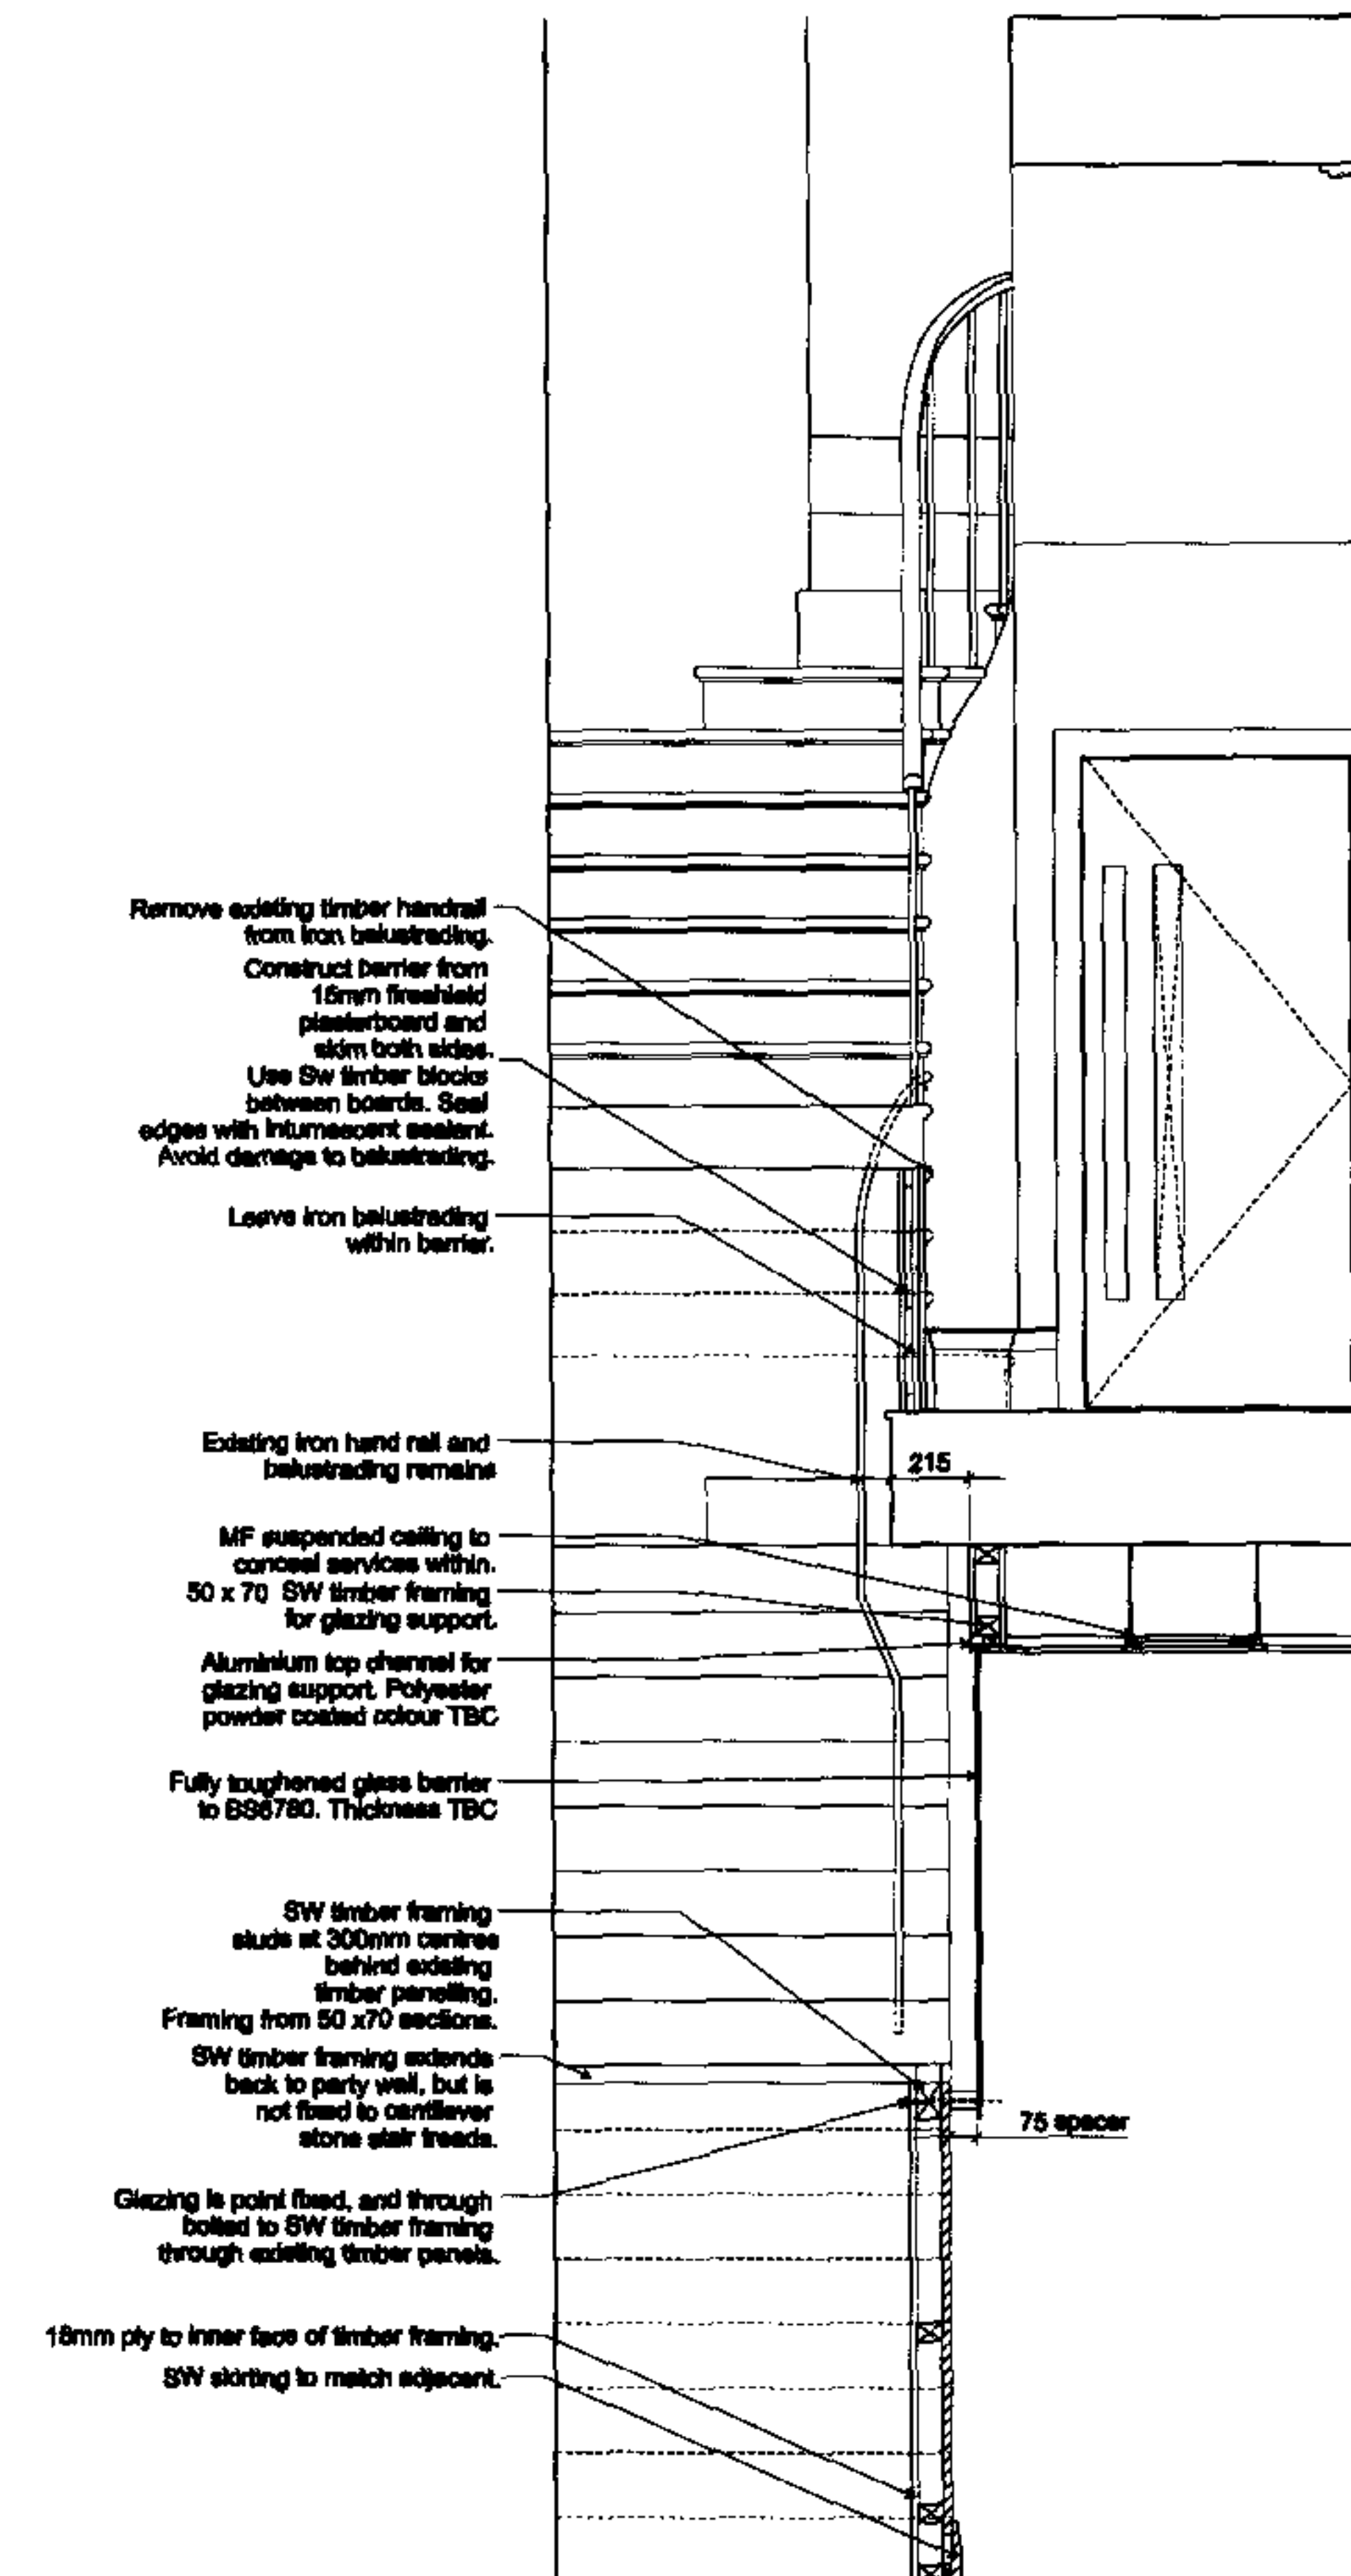 Remove existing timber handrail
from iron balustrading.
Construct barrier from
15mm fireshield
plasterboard and
skim both sides.
Use Sw timber blocks
between boards. Seal
edges with intumescent sealant.
Avoid damage to balustrading.
Leave iron balustrading
within barrier.
Existing iron hand rail and
balustrading remains
215
MF suspended ceiling to
conceal services within.
50 x 70 SW timber framing
for glazing support.
Aluminium top channel for
glazing support. Polyester
powder coated colour TBC
Fully toughened glass barrier
to BS6780. Thickness TBC
SW timber framing
studs at 300mm centres
behind existing
timber panelling.
Framing from 50 x70 sections.
SW timber framing extends
back to party wall, but is
not fixed to cantilever
stone stair treads.
75 spacer
Glazing is point fixed, and through
bolted to SW timber framing
through existing timber panels.
18mm ply to inner face of timber framing.
SW skirting to match adjacent.